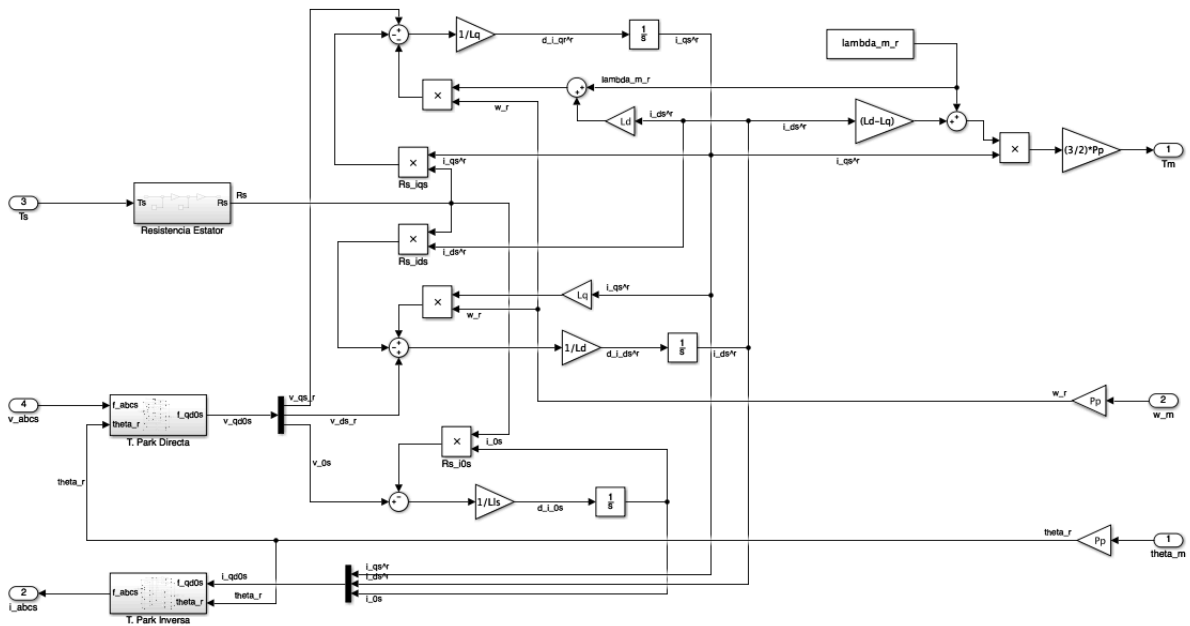 1/Lq
d_i_qr^r
1
s
i_qs^r
lambda_m_r
lambda_m_r
w_r
Ld
i_ds^r
i_ds^r
(Ld-Lq)
i_qs^r
Rs_iqs
i_qs^r
(3/2)*Pp
1
Tm
3
Ts
Ts
Rs
Rs
Resistencia Estator
Rs_ids
i_ds^r
Lq
i_qs^r
w_r
1/Ld
d_i_ds^r
1
s
i_ds^r
4
v_abcs
f_abcs
theta_r
f_qd0s
T. Park Directa
v_qd0s
v_qs_r
v_ds_r
v_0s
w_r
Pp
2
w_m
Rs_i0s
i_0s
1/Lls
d_i_0s
1
s
theta_r
theta_r
Pp
1
theta_m
2
i_abcs
f_abcs
f_qd0s
theta_r
T. Park Inversa
i_qd0s
theta_r
i_qs^r
i_ds^r
i_0s